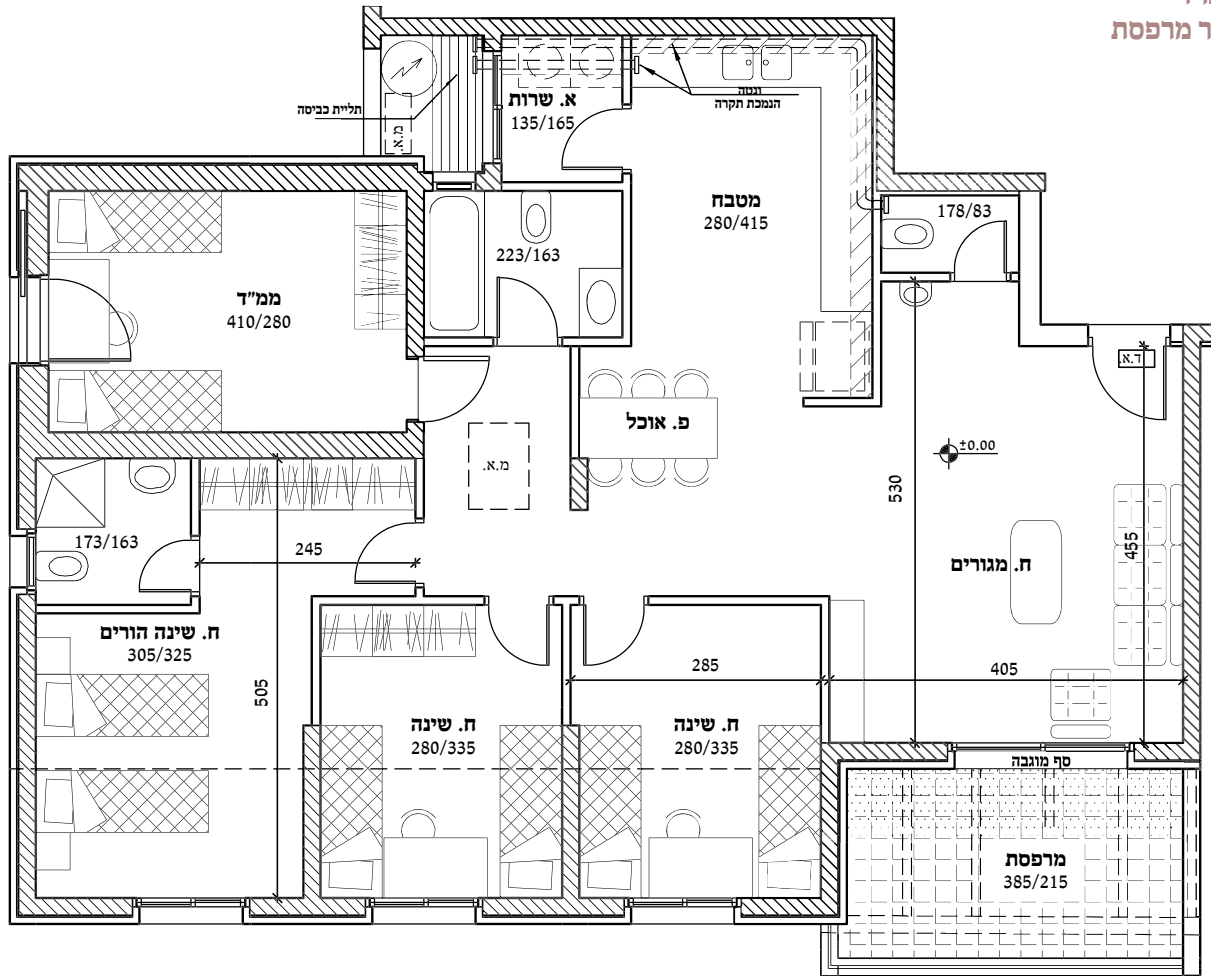 ר מרפסת
תליית כביסה
מ.א.
א. שרות
135/165
ונטה
הנמכת תקרה
מטבח
280/415
178/83
223/163
ממ"ד
410/280
ד.א.
פ. אוכל
±0.00
מ.א.
530
455
173/163
245
ח. מגורים
ח. שינה הורים
305/325
505
285
405
ח. שינה
280/335
ח. שינה
280/335
סף מוגבה
מרפסת
385/215